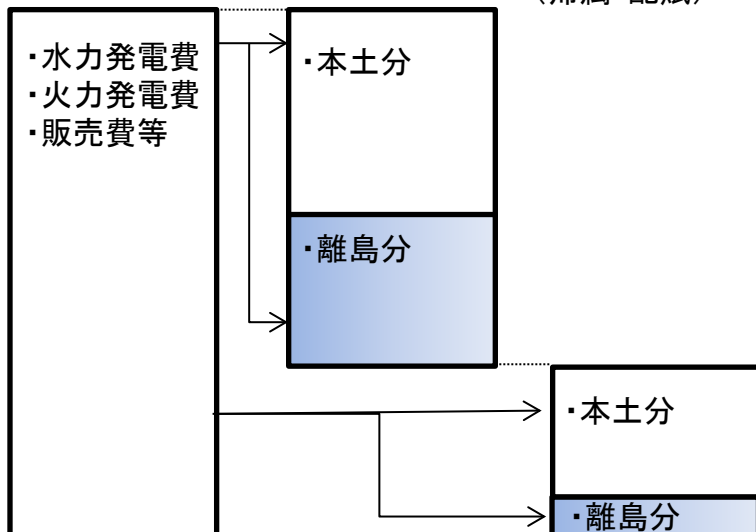 ・水力発電費
・火力発電費
・販売費等
・本土分
・離島分
・本土分
・離島分